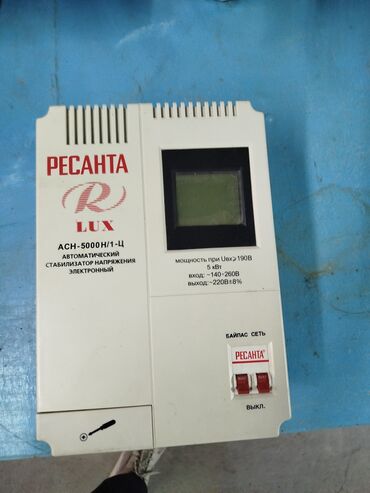 РЕСАНТА
R
LUX
АСН-5000Н/1-Ц
АВТОМАТИЧЕСКИЙ
СТАБИЛИЗАТОР НАПРЯЖЕНИЯ
ЭЛЕКТРОННЫЙ
мощность при Uвх≥190В
5 кВт
вход: ~140÷260В
выход:~220В±8%
БАЙПАС СЕТЬ
РЕСАНТА
ВЫКЛ.